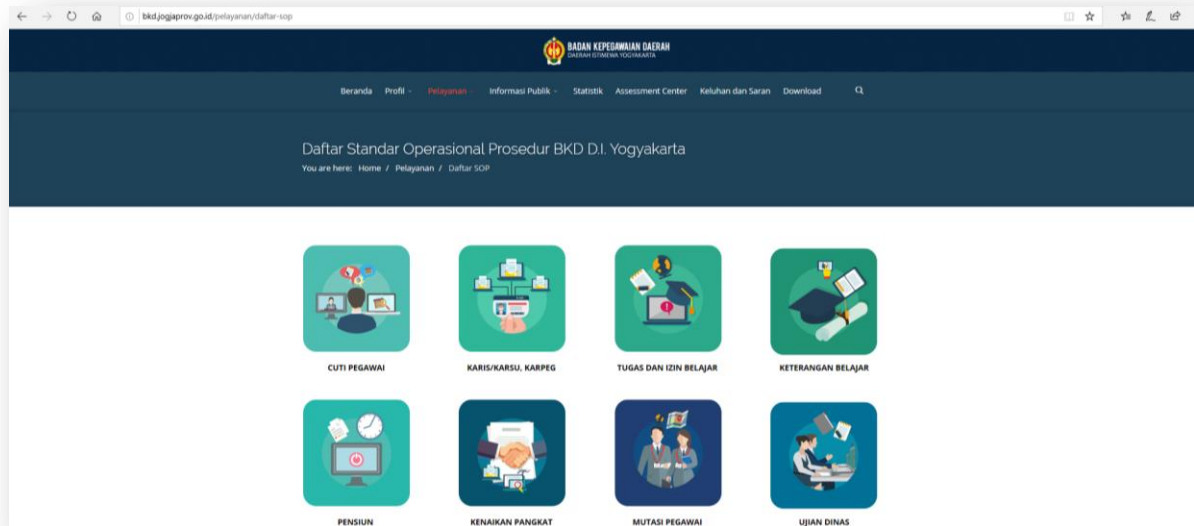 bkd.jogjaprov.go.id/pelayanan/daftar-sop
BADAN KEPEGAWAIAN DAERAH
DAERAH ISTIMEWA YOGYAKARTA
Beranda Profil Pelayanan Informasi Publik Statistik Assessment Center Keluhan dan Saran Download
Daftar Standar Operasional Prosedur BKD D.I. Yogyakarta
You are here: Home / Pelayanan / Daftar SOP
CUTI PEGAWAI KARIS/KARSU, KARPEG TUGAS DAN IZIN BELAJAR KETERANGAN BELAJAR
PENSIUN KENAIKAN PANGKAT MUTASI PEGAWAI UJIAN DINAS